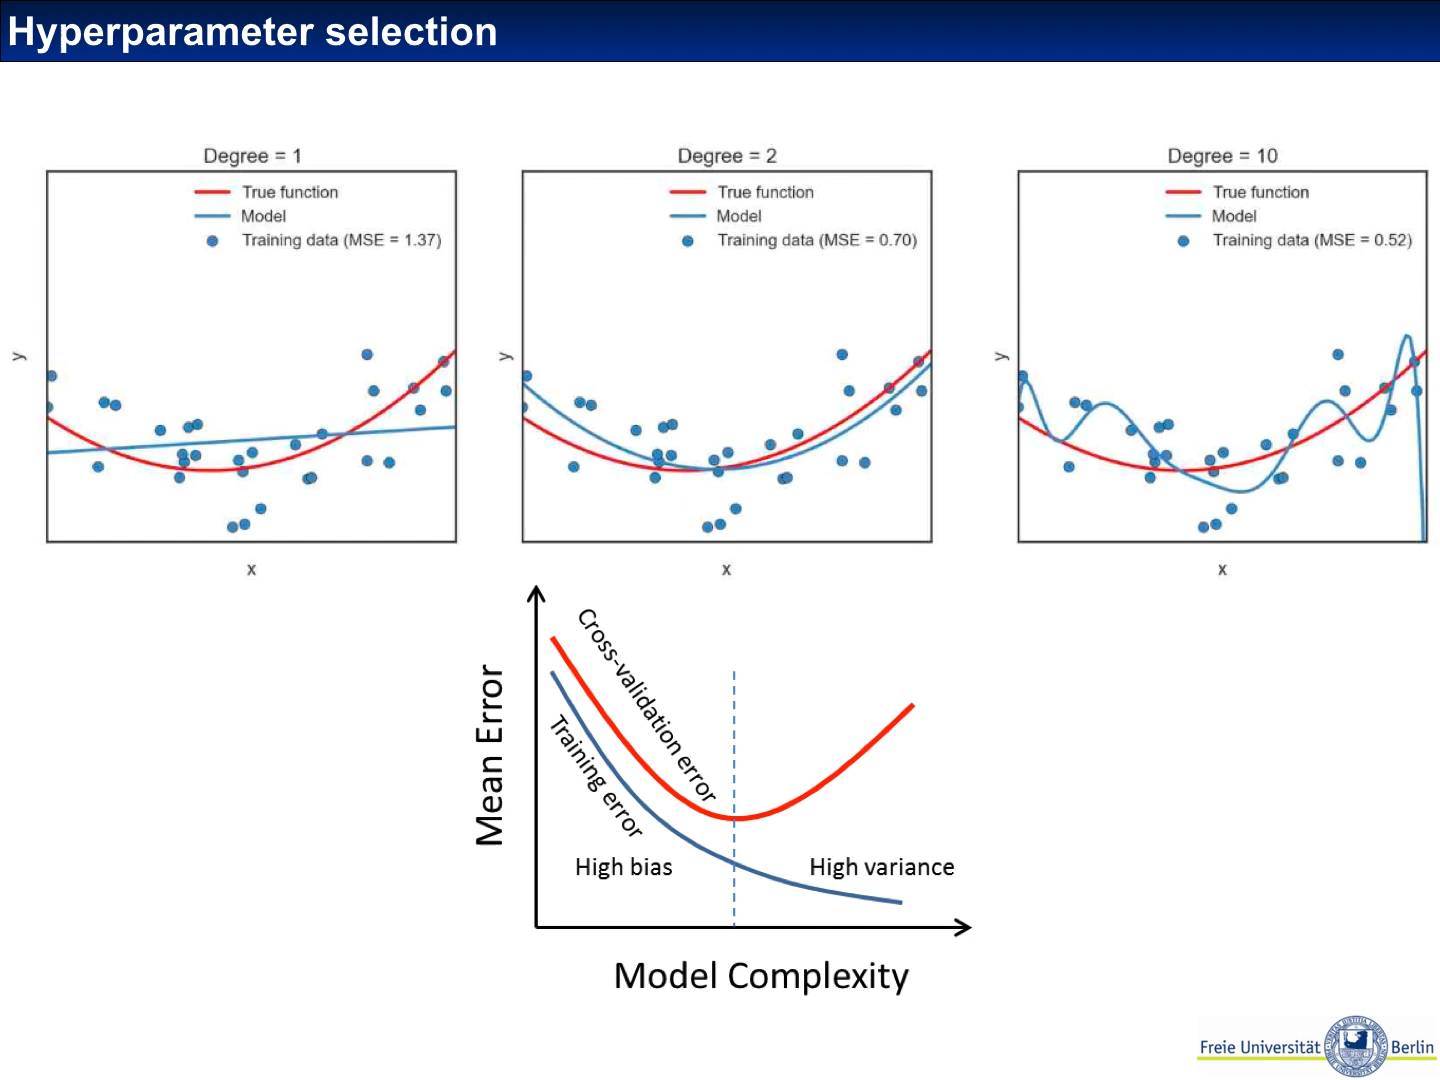 Hyperparameter selection
Degree = 1
True function
Model
Training data (MSE = 1.37)
y
x
Degree = 2
True function
Model
Training data (MSE = 0.70)
y
x
Degree = 10
True function
Model
Training data (MSE = 0.52)
y
x
Mean Error
Cross-validation error
Training error
High bias
High variance
Model Complexity
Freie Universität Berlin